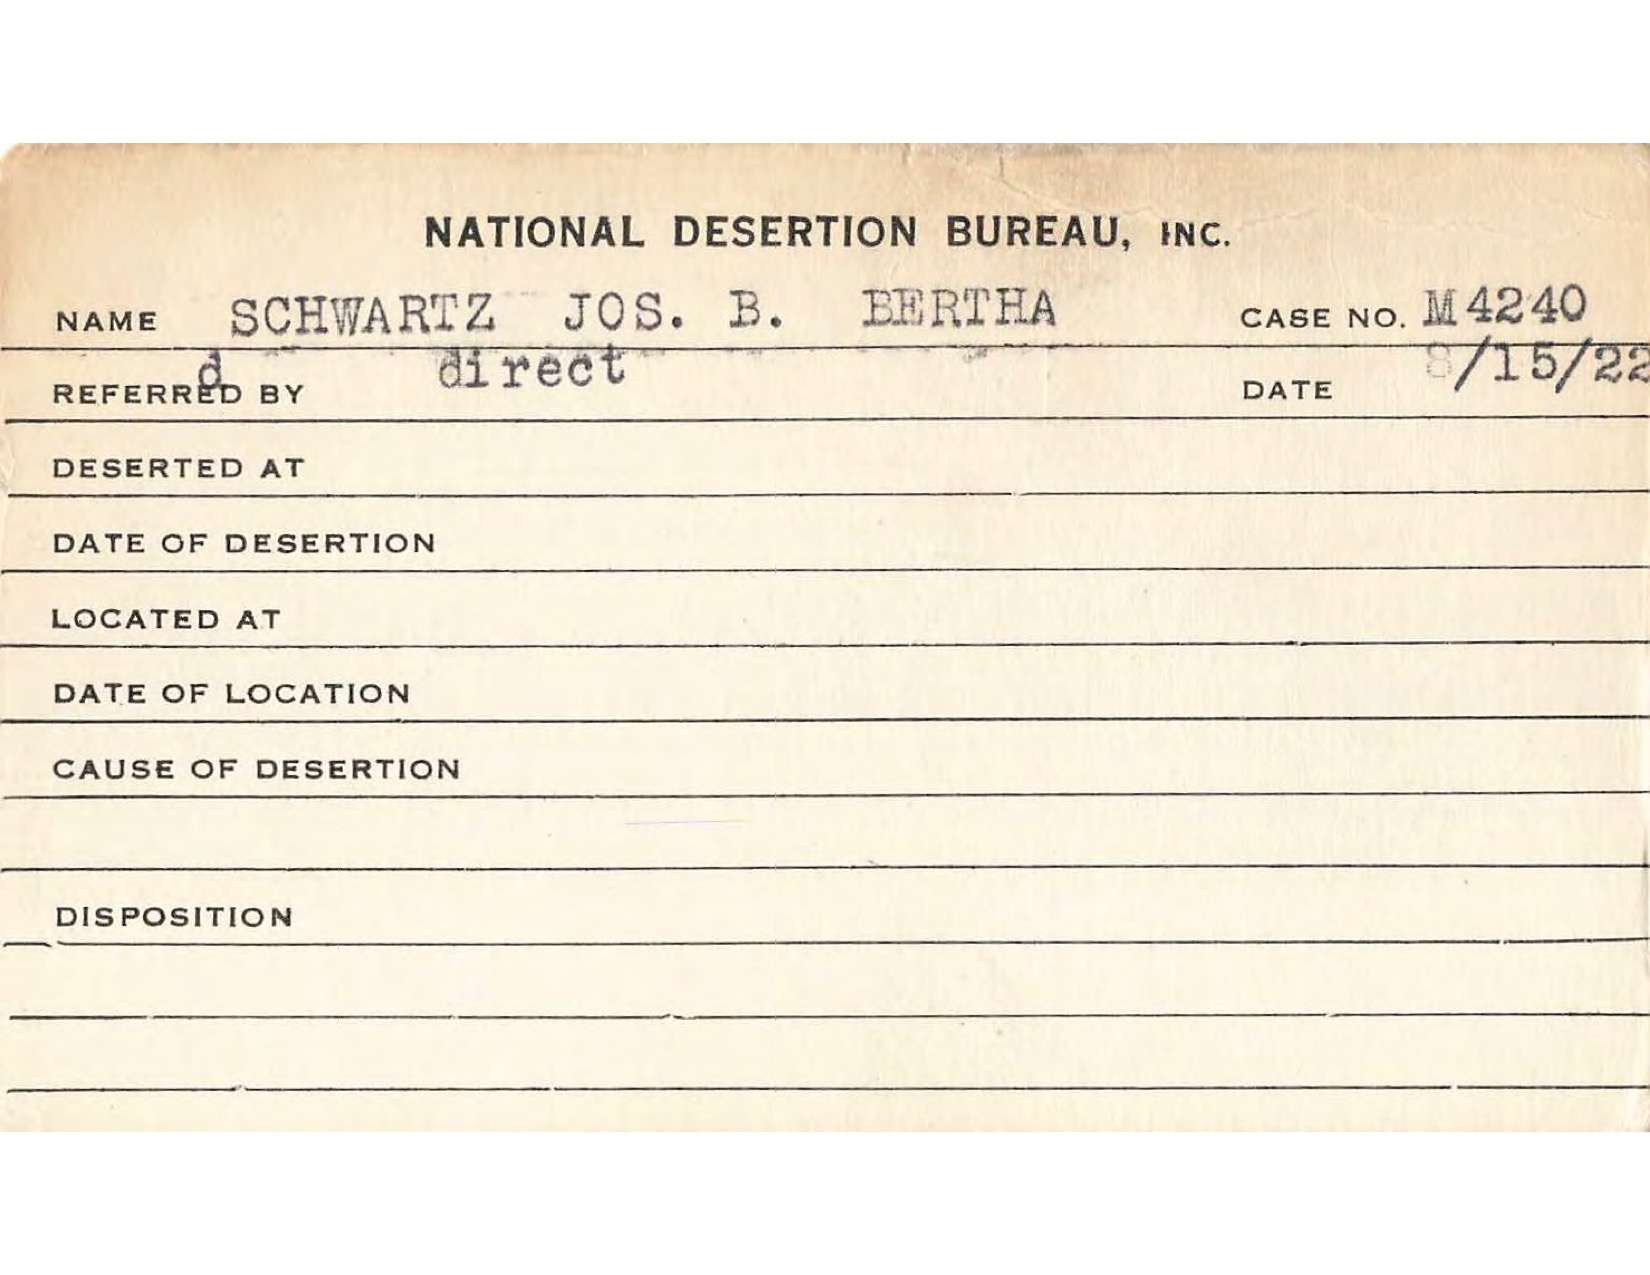 NATIONAL DESERTION BUREAU, INC.
NAME SCHWARTZ JOS. B. BERTHA CASE NO. M4240
REFERRED BY d direct DATE 8/15/22
DESERTED AT
DATE OF DESERTION
LOCATED AT
DATE OF LOCATION
CAUSE OF DESERTION
DISPOSITION